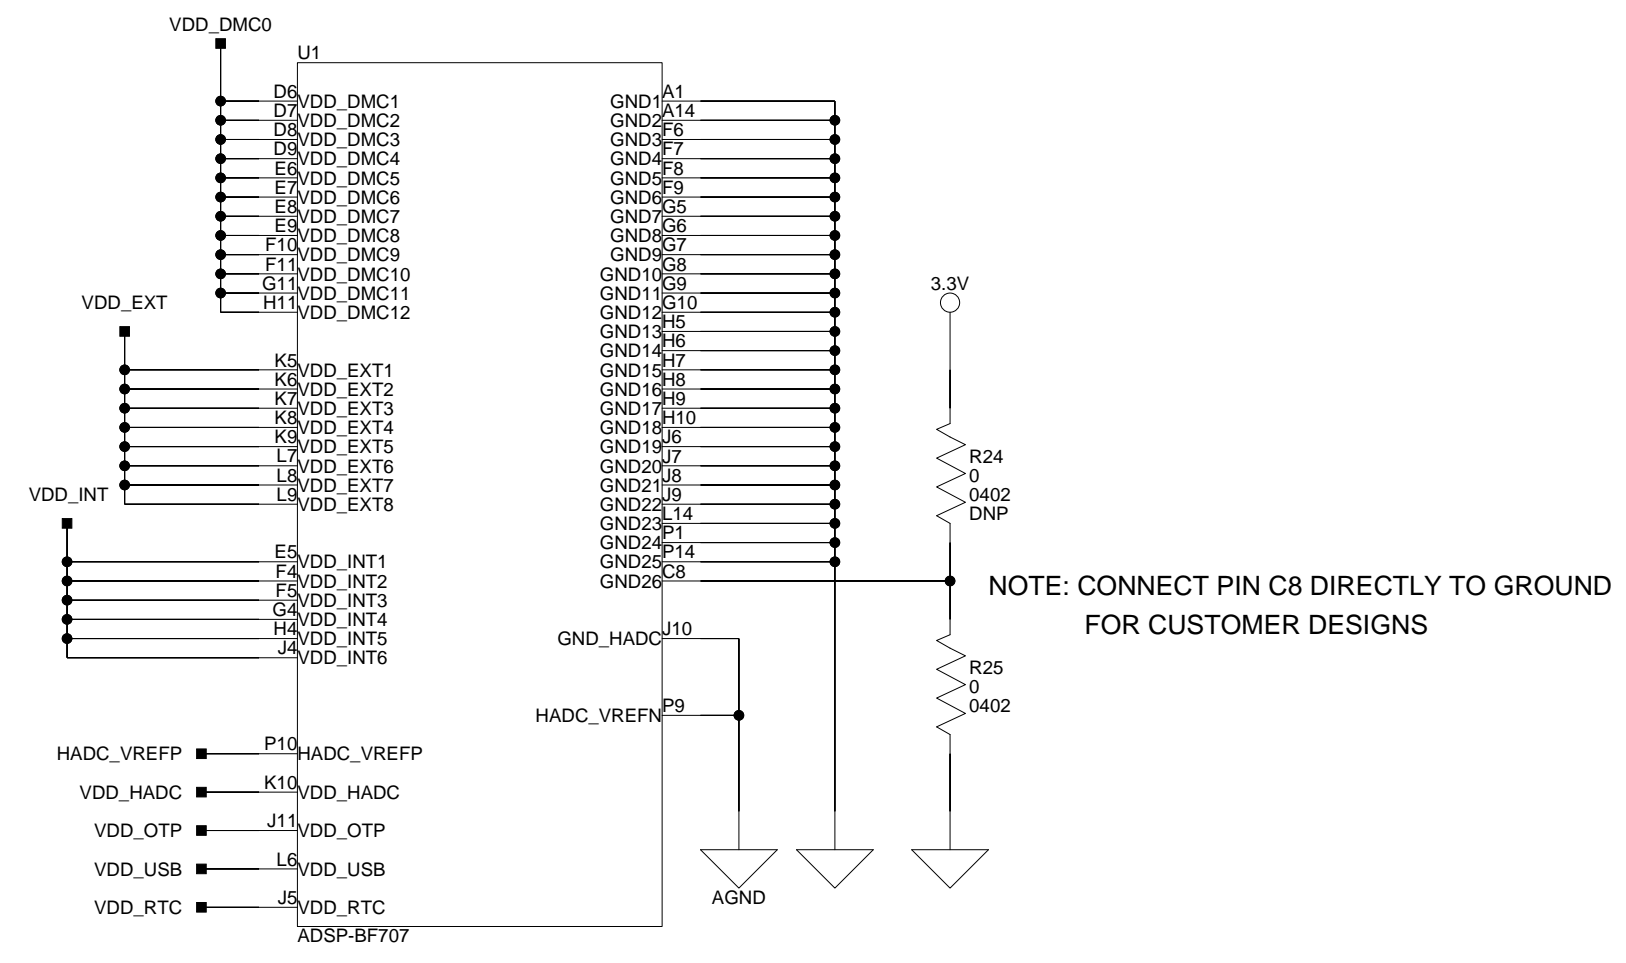 VDD_DMC0
U1
D6 VDD_DMC1
D7 VDD_DMC2
D8 VDD_DMC3
D9 VDD_DMC4
E6 VDD_DMC5
E7 VDD_DMC6
E8 VDD_DMC7
E9 VDD_DMC8
F10 VDD_DMC9
F11 VDD_DMC10
G11 VDD_DMC11
H11 VDD_DMC12
VDD_EXT
K5 VDD_EXT1
K6 VDD_EXT2
K7 VDD_EXT3
K8 VDD_EXT4
K9 VDD_EXT5
L7 VDD_EXT6
L8 VDD_EXT7
L9 VDD_EXT8
VDD_INT
E5 VDD_INT1
F4 VDD_INT2
F5 VDD_INT3
G4 VDD_INT4
H4 VDD_INT5
J4 VDD_INT6
HADC_VREFP P10 HADC_VREFP
VDD_HADC K10 VDD_HADC
VDD_OTP J11 VDD_OTP
VDD_USB L6 VDD_USB
VDD_RTC J5 VDD_RTC
ADSP-BF707
GND1 A1
GND2 A14
GND3 F6
GND4 F7
GND5 F8
GND6 F9
GND7 G5
GND8 G6
GND9 G7
GND10 G8
GND11 G9
GND12 G10
GND13 H5
GND14 H6
GND15 H7
GND16 H8
GND17 H9
GND18 H10
GND19 J6
GND20 J7
GND21 J8
GND22 J9
GND23 L14
GND24 P1
GND25 P14
GND26 C8
GND_HADC J10
HADC_VREFN P9
AGND
3.3V
R24
0
0402
DNP
R25
0
0402
NOTE: CONNECT PIN C8 DIRECTLY TO GROUND
FOR CUSTOMER DESIGNS